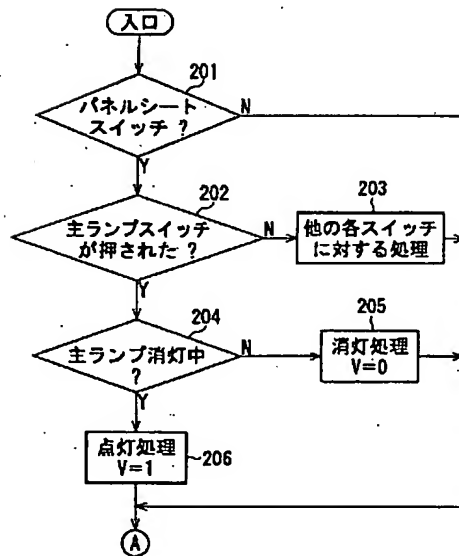 入口
201
パネルシート
スイッチ ?
N
Y
202
主ランプスイッチ
が押された ?
N
Y
203
他の各スイッチ
に対する処理
204
主ランプ消灯中
?
N
Y
205
消灯処理
V=0
点灯処理
V=1
206
A